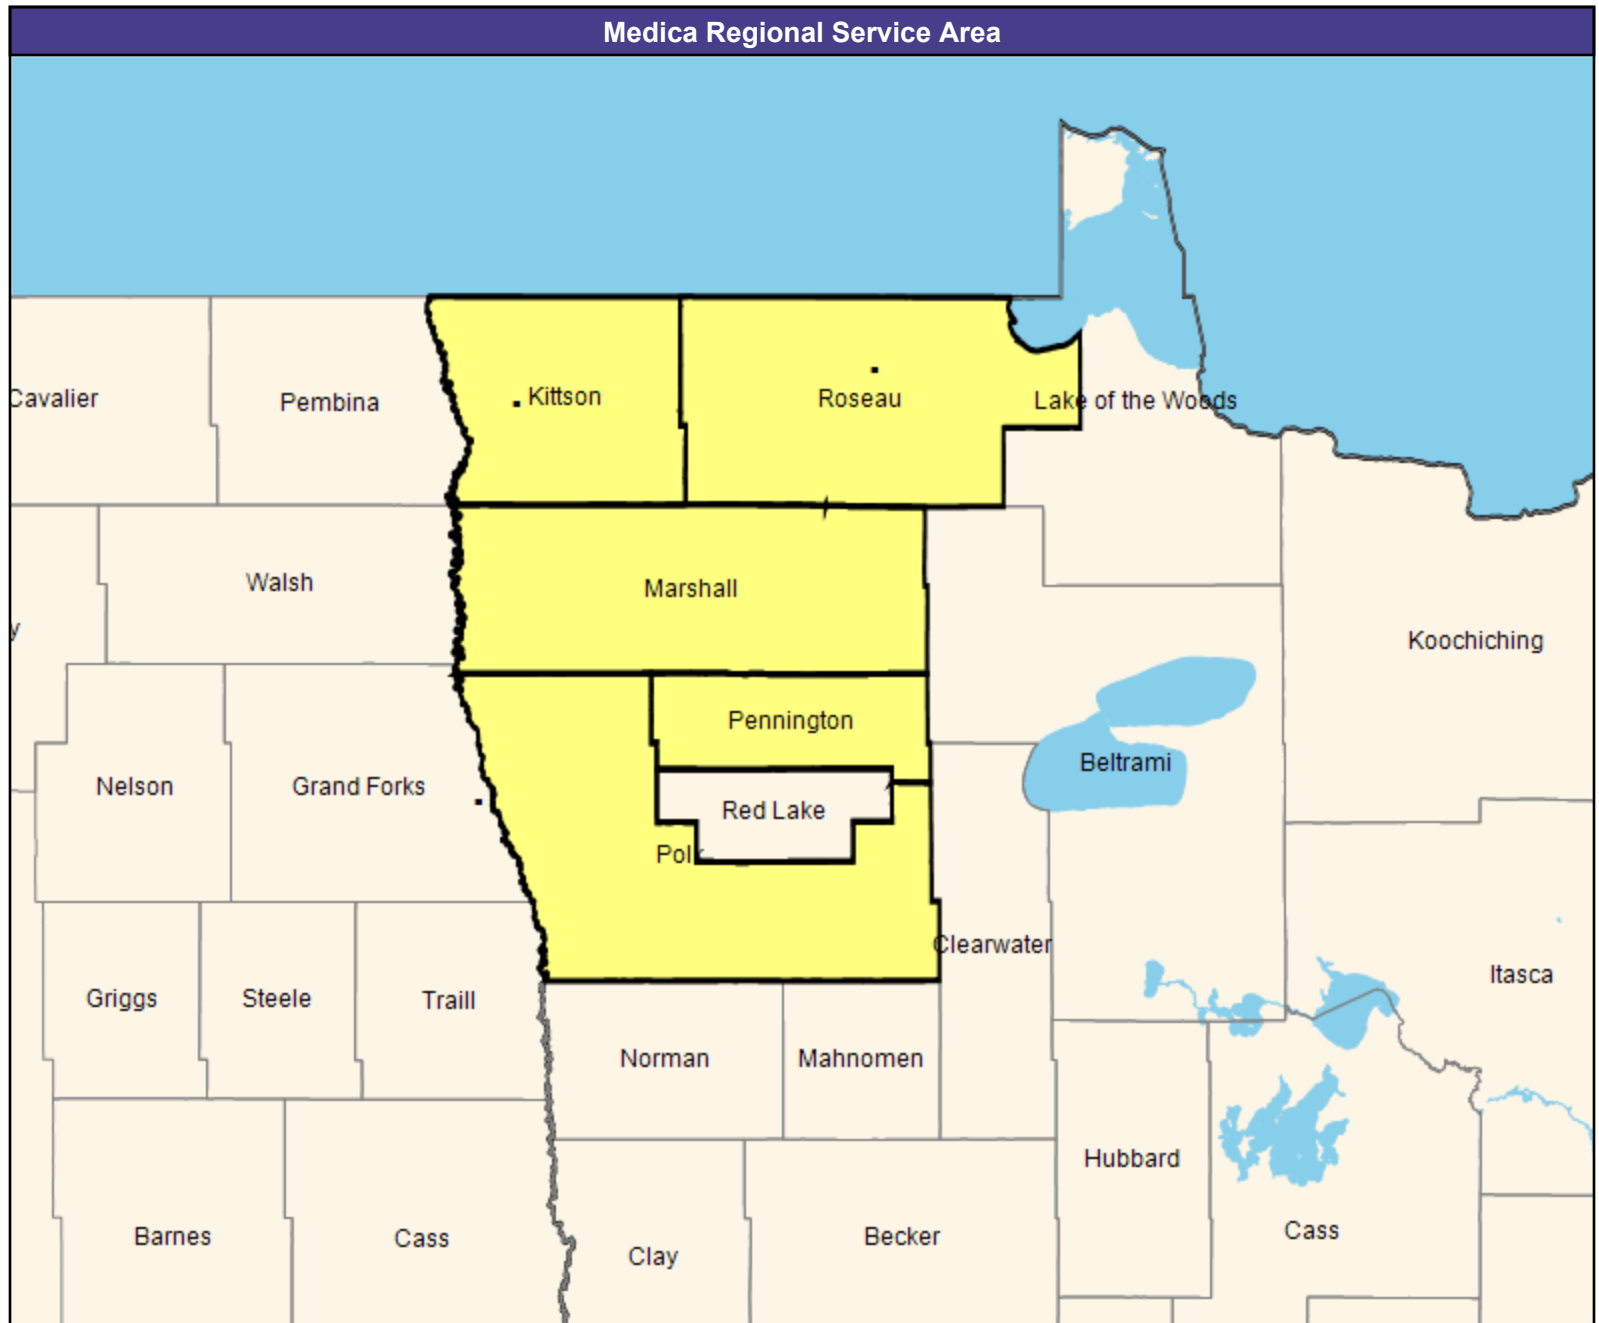 Medica Regional Service Area
Cavalier
Pembina
Kittson
Roseau
Lake of the Woods
Walsh
Marshall
y
Koochiching
Pennington
Nelson
Grand Forks
Beltrami
Red Lake
Polk
Clearwater
Griggs
Steele
Traill
Itasca
Norman
Mahnomen
Hubbard
Barnes
Cass
Clay
Becker
Cass